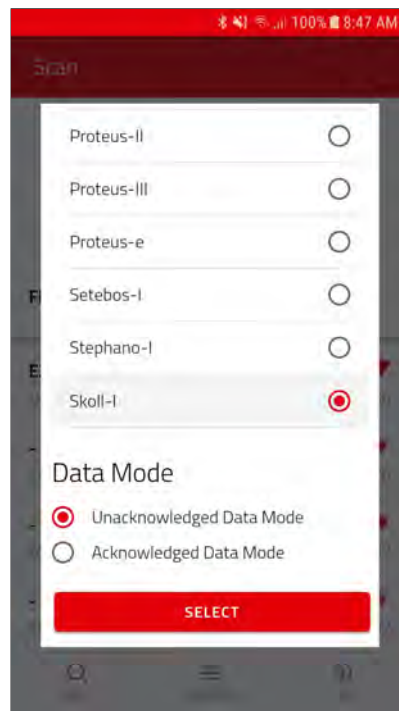 100% 8:47 AM
Scan
Proteus-II
Proteus-III
Proteus-e
Setebos-I
Stephano-I
Skoll-I
Data Mode
Unacknowledged Data Mode
Acknowledged Data Mode
SELECT